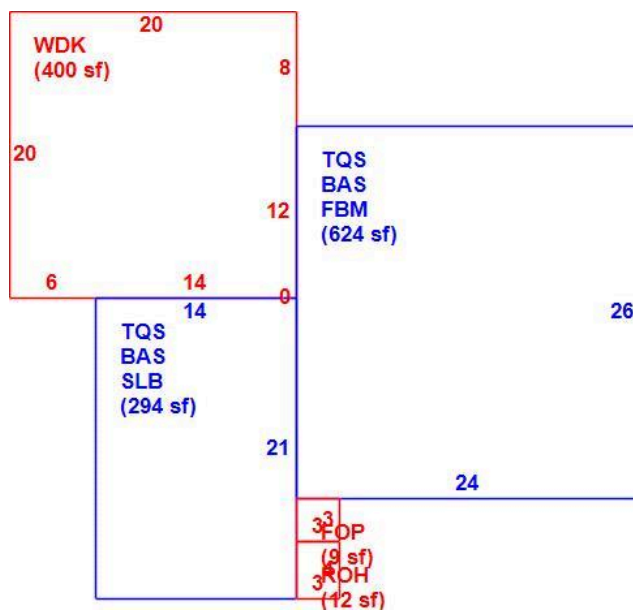 20
WDK
(400 sf)
8
20
TQS
BAS
FBM
(624 sf)
12
6
14
0
14
26
TQS
BAS
SLB
(294 sf)
21
24
3
3
FOP
(9 sf)
ROH
3
(12 sf)